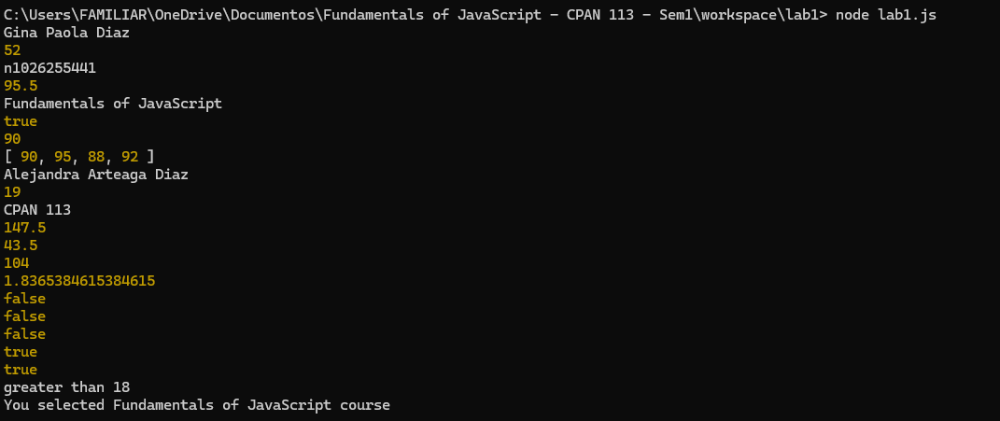 C:\Users\FAMILIAR\OneDrive\Documentos\Fundamentals of JavaScript - CPAN 113 - Sem1\workspace\lab1> node lab1.js
Gina Paola Diaz
52
n1026255441
95.5
Fundamentals of JavaScript
true
90
[ 90, 95, 88, 92 ]
Alejandra Arteaga Diaz
19
CPAN 113
147.5
43.5
104
1.8365384615384615
false
false
false
true
true
greater than 18
You selected Fundamentals of JavaScript course